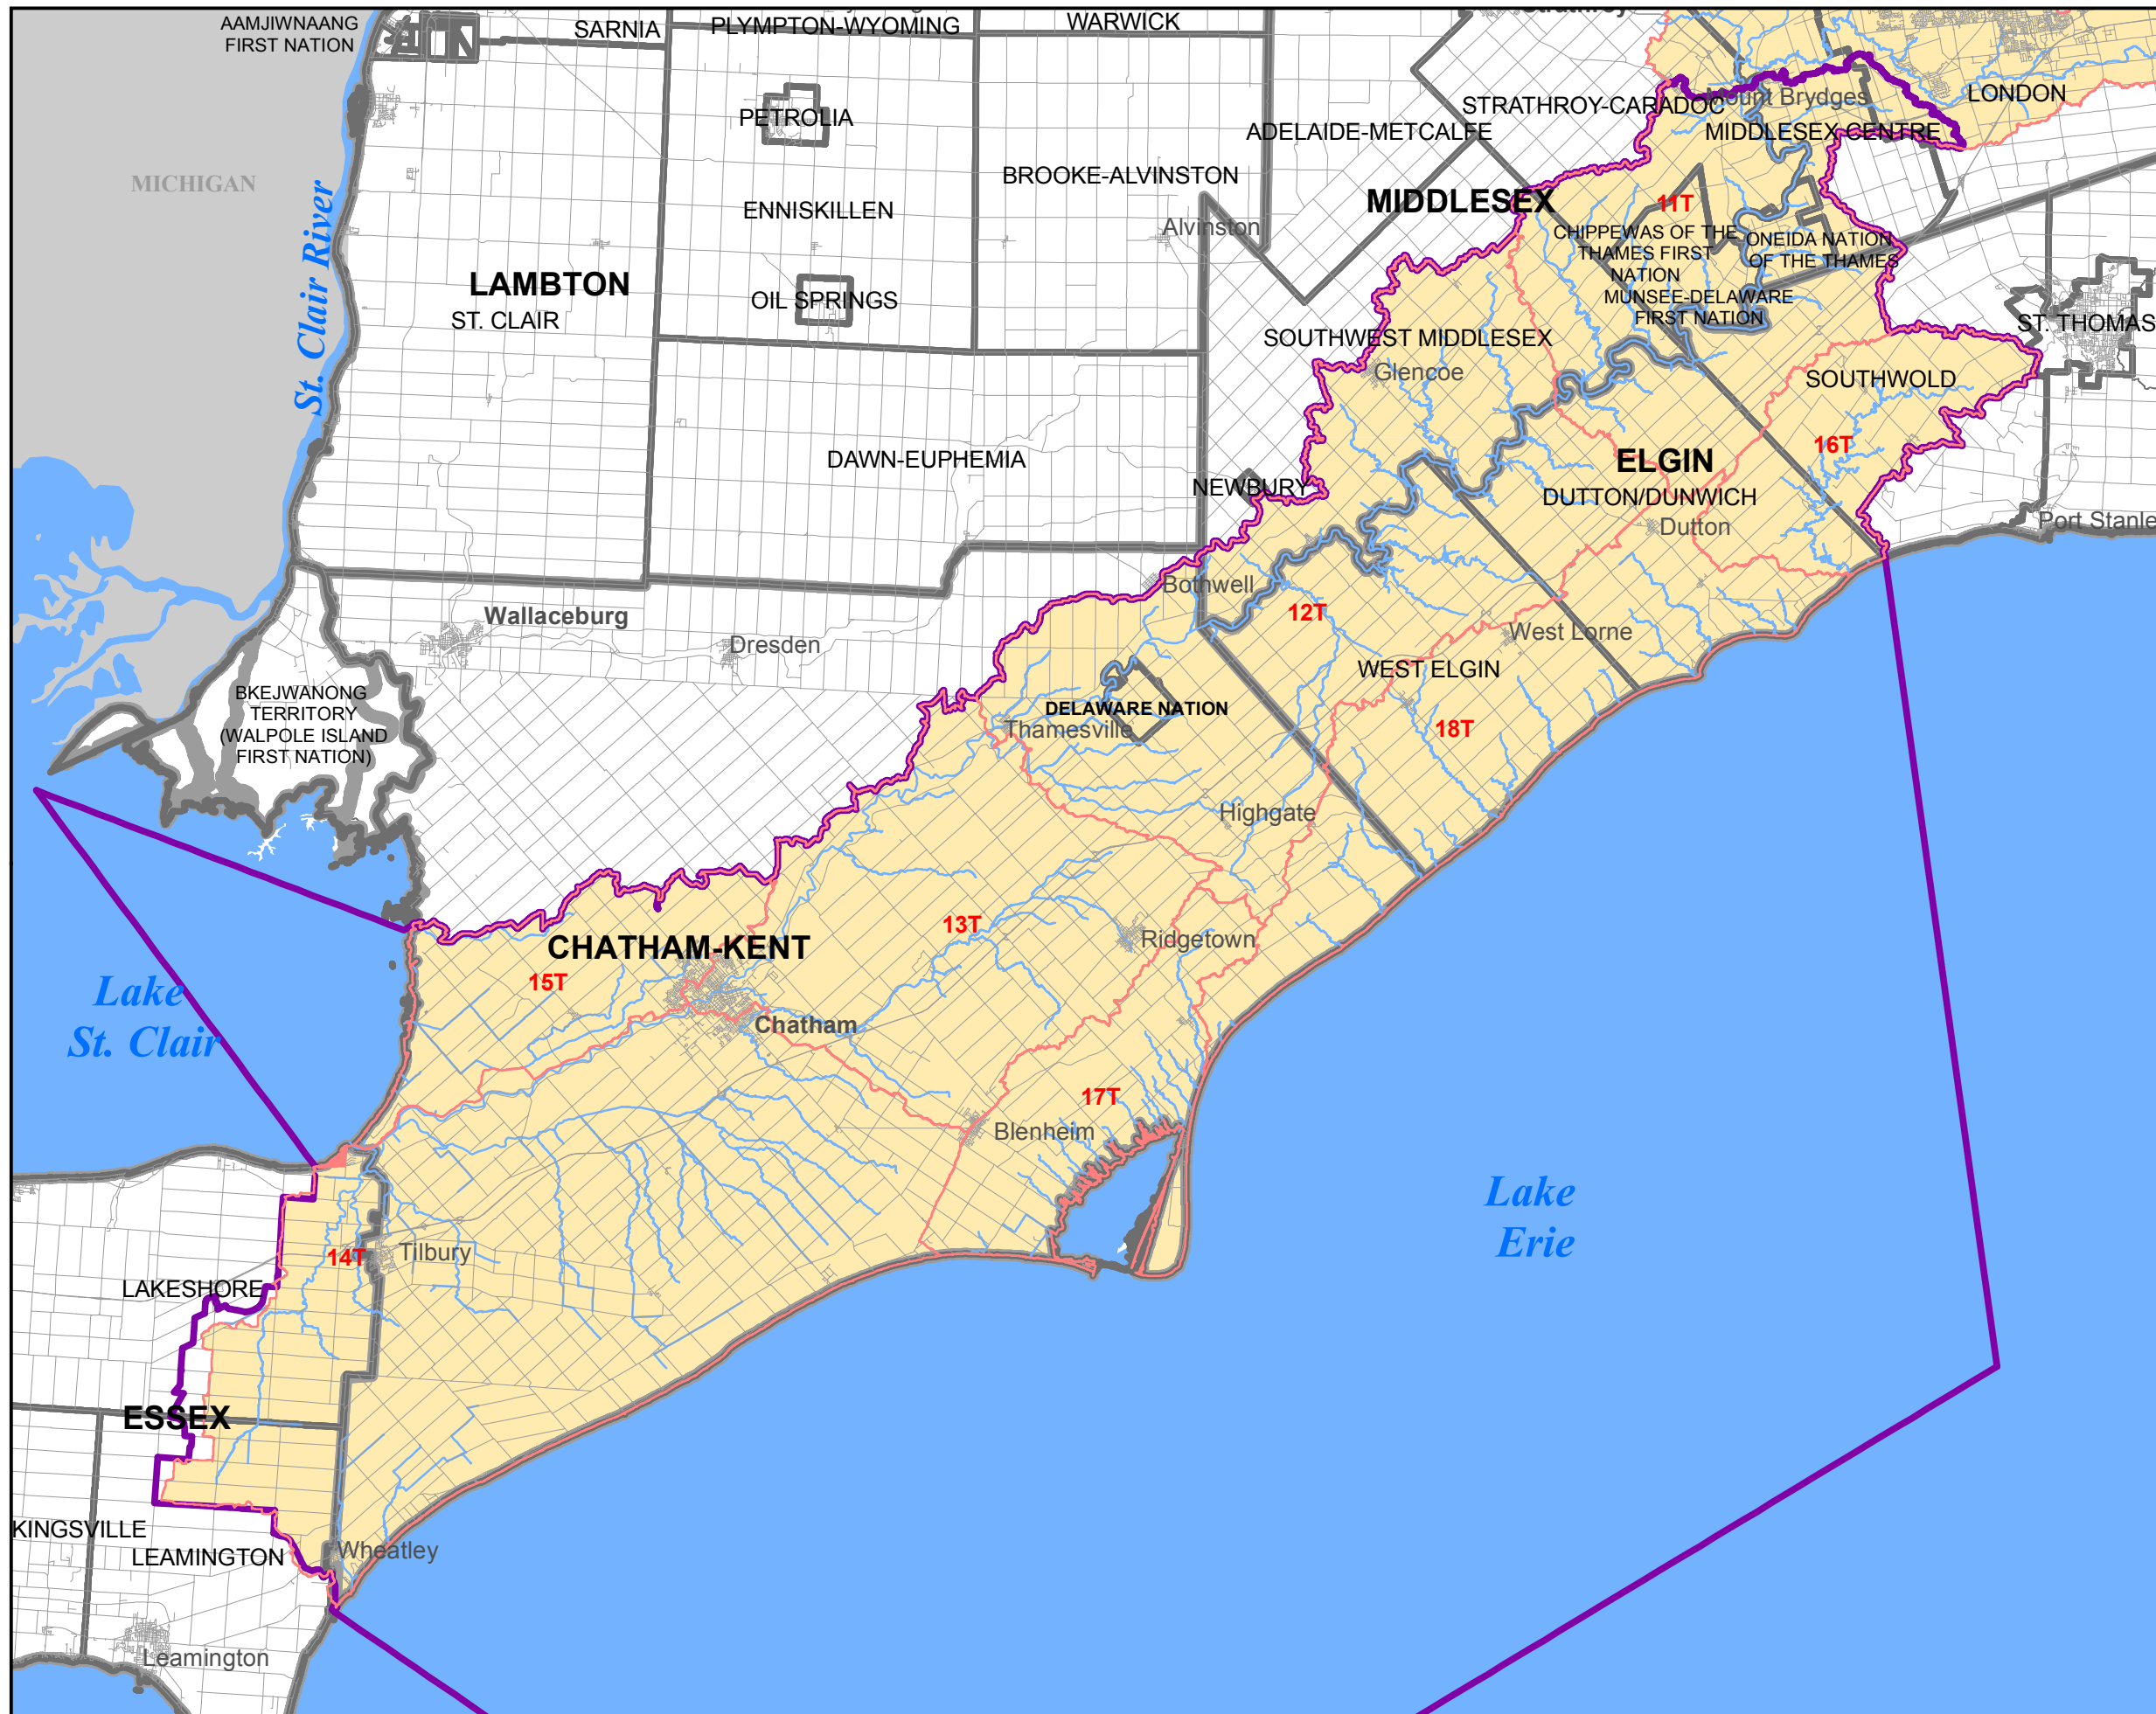 AAMJIWNAANG
FIRST NATION
SARNIA
PLYMPTON-WYOMING
WARWICK
LONDON
STRATHROY-CARADOC
Mount Brydges
MIDDLESEX CENTRE
ADELAIDE-METCALFE
PETROLIA
BROOKE-ALVINSTON
MICHIGAN
St. Clair River
ENNISKILLEN
Alvinston
MIDDLESEX
11T
CHIPPEWAS OF THE
THAMES FIRST
NATION
ONEIDA NATION
OF THE THAMES
MUNSEE-DELAWARE
FIRST NATION
LAMBTON
ST. CLAIR
OIL SPRINGS
ST. THOMAS
SOUTHWEST MIDDLESEX
Glencoe
SOUTHWOLD
16T
DAWN-EUPHEMIA
ELGIN
NEWBURY
DUTTON/DUNWICH
Dutton
Port Stanle
Bothwell
12T
Wallaceburg
Dresden
West Lorne
WEST ELGIN
BKEJWANONG
TERRITORY
(WALPOLE ISLAND
FIRST NATION)
DELAWARE NATION
Thamesville
18T
Highgate
13T
Ridgetown
CHATHAM-KENT
15T
Lake
St. Clair
Chatham
17T
Blenheim
Lake
Erie
14T
Tilbury
LAKESHORE
ESSEX
KINGSVILLE
LEAMINGTON
Wheatley
Leamington